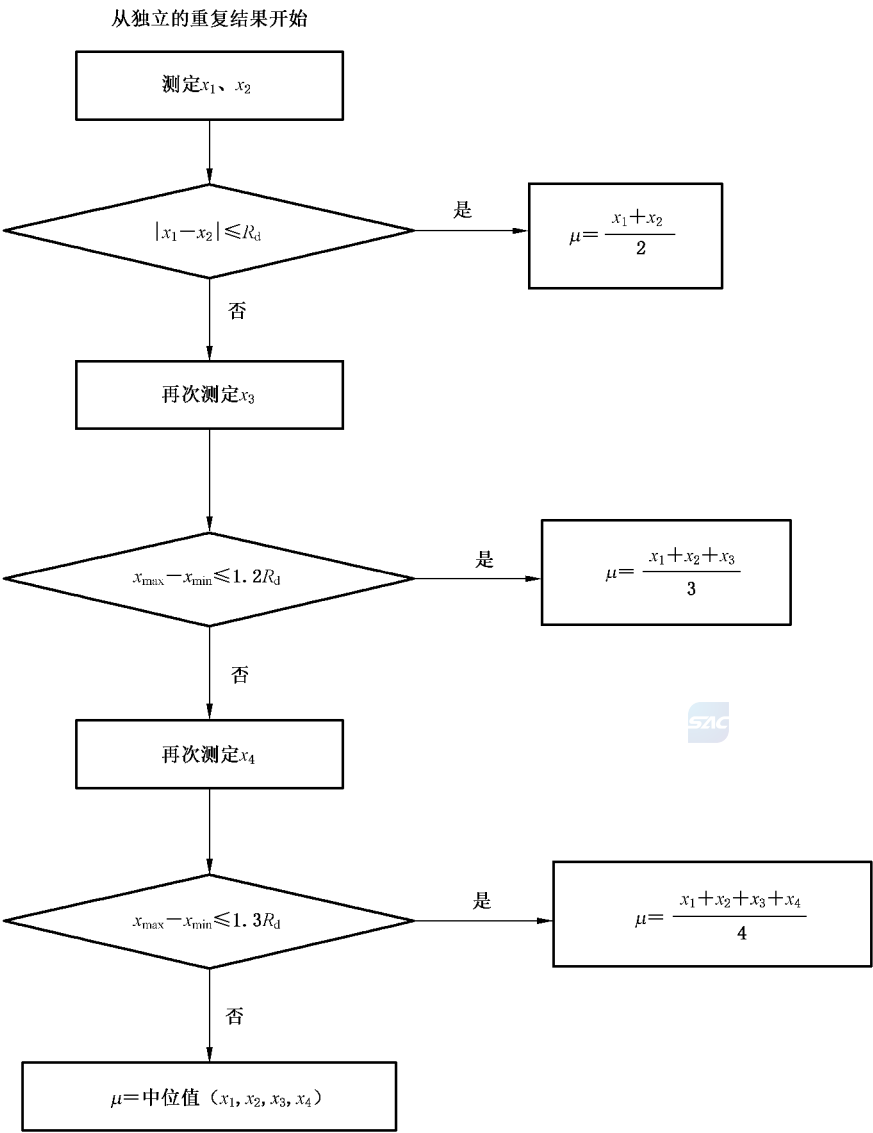 从独立的重复结果开始
测定x₁、x₂
|x₁－x₂|≤R_d
是
μ＝(x₁＋x₂)/2
否
再次测定x₃
x_max－x_min≤1.2R_d
是
μ＝(x₁＋x₂＋x₃)/3
否
SAC
再次测定x₄
x_max－x_min≤1.3R_d
是
μ＝(x₁＋x₂＋x₃＋x₄)/4
否
μ＝中位值（x₁,x₂,x₃,x₄）